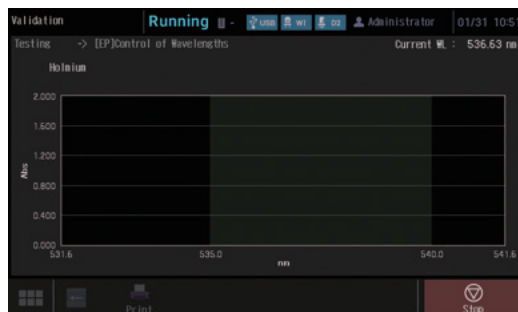 Validation Running - USB WI D2 Administrator 01/31 10:51
Testing -> [EP]Control of Wavelengths Current WL : 536.63 nm
Holmium
2.000
1.600
1.200
Abs
0.800
0.400
0.000
531.6 535.0 540.0 541.6
nm
Print Stop